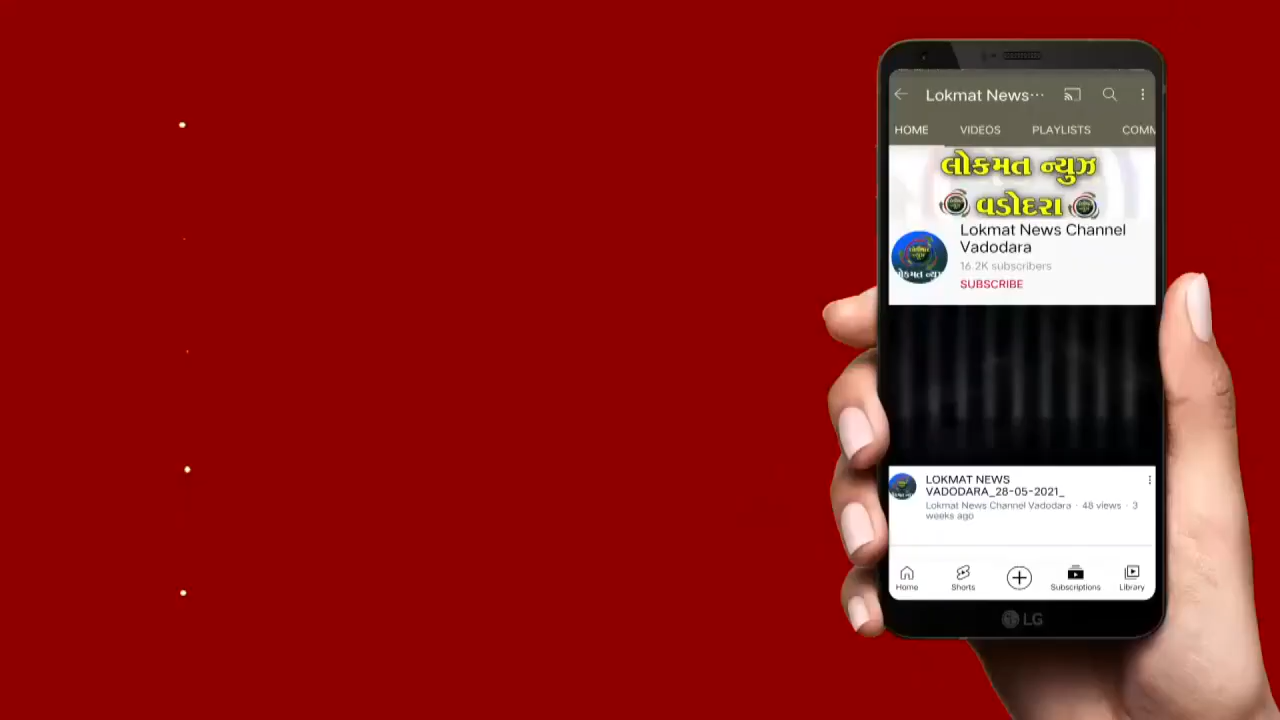 Lokmat News···
HOME VIDEOS PLAYLISTS COMM
લોકમત ન્યુઝ
વડોદરા
Lokmat News Channel
Vadodara
16.2K subscribers
SUBSCRIBE
લોકમત ન્યુઝ
LOKMAT NEWS
VADODARA_28-05-2021_
Lokmat News Channel Vadodara · 48 views · 3
weeks ago
Home Shorts Subscriptions Library
LG